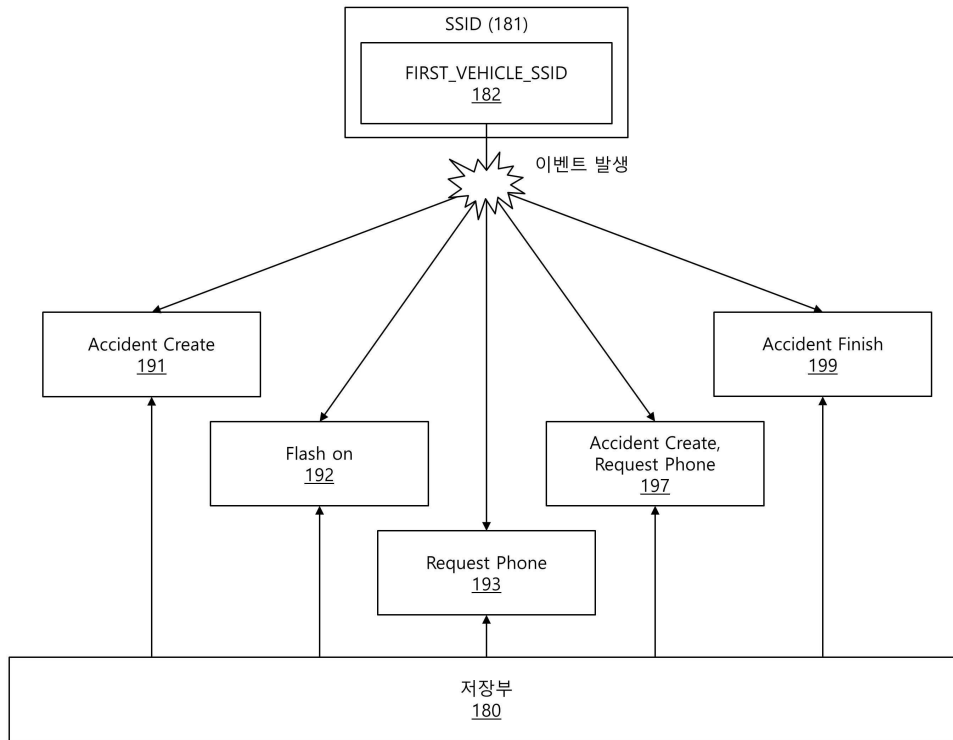 SSID (181)
FIRST_VEHICLE_SSID
182
이벤트 발생
Accident Create
191
Accident Finish
199
Flash on
192
Accident Create,
Request Phone
197
Request Phone
193
저장부
180